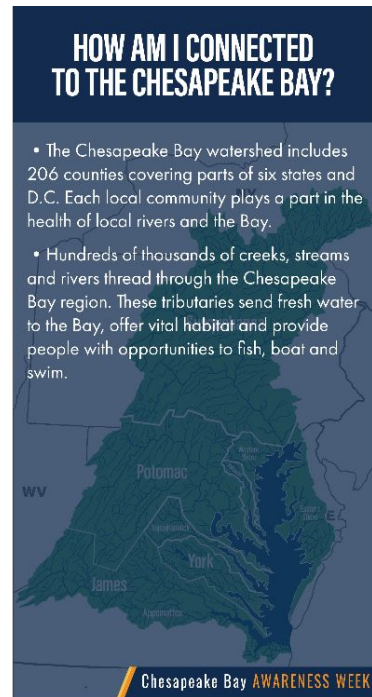 HOW AM I CONNECTED
TO THE CHESAPEAKE BAY?
• The Chesapeake Bay watershed includes
206 counties covering parts of six states and
D.C. Each local community plays a part in the
health of local rivers and the Bay.
• Hundreds of thousands of creeks, streams
and rivers thread through the Chesapeake
Bay region. These tributaries send fresh water
to the Bay, offer vital habitat and provide
people with opportunities to fish, boat and
swim.
Potomac
WV
York
James
Chesapeake Bay AWARENESS WEEK